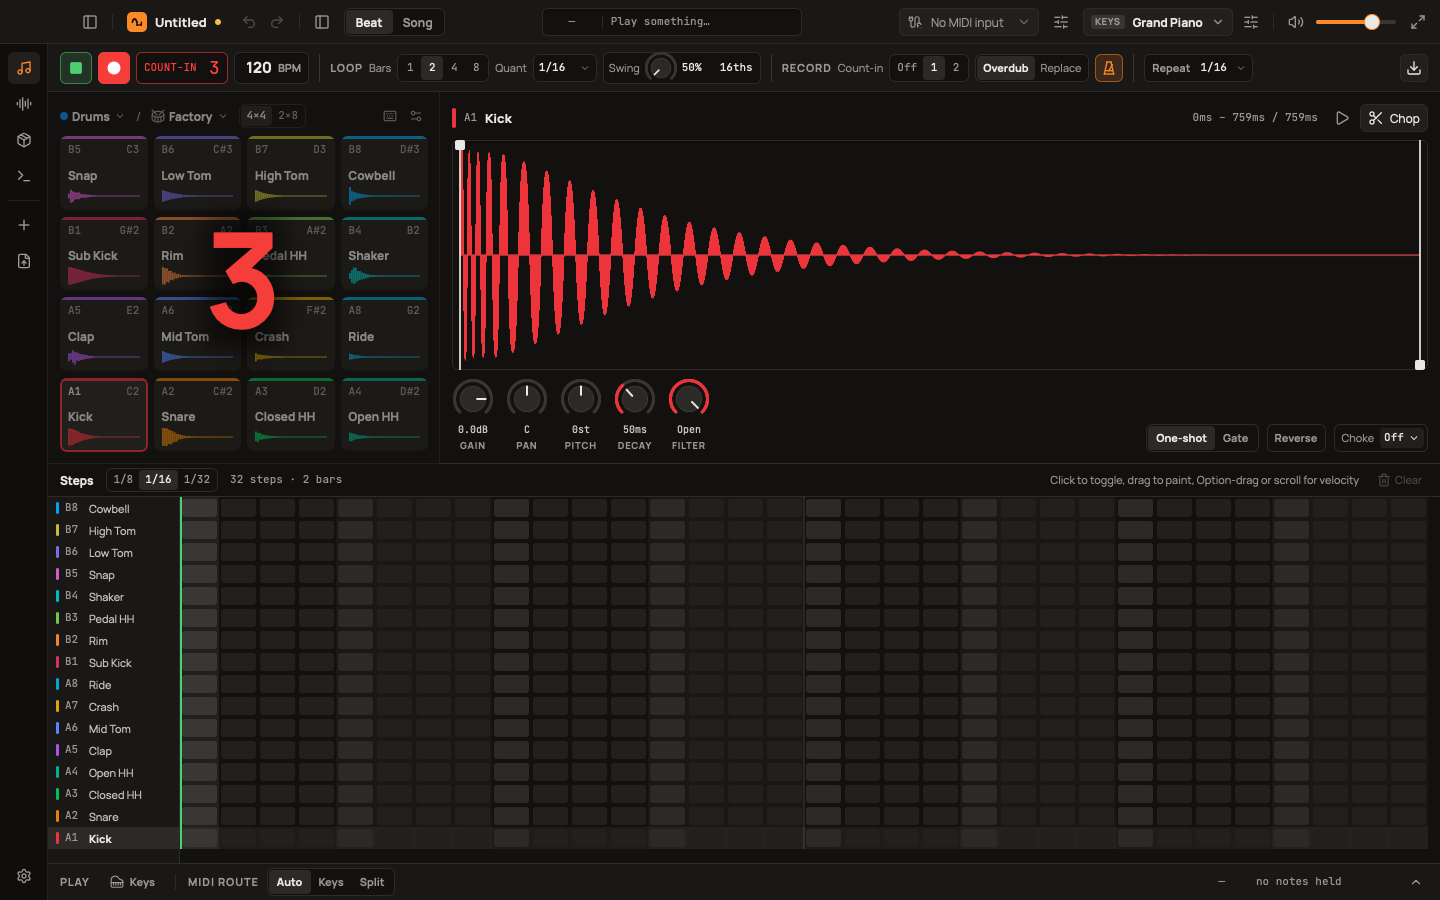 Untitled
Beat Song
– Play something…
No MIDI input
KEYS Grand Piano
COUNT-IN 3
120 BPM
LOOP Bars 1 2 4 8
Quant 1/16
Swing 50% 16ths
RECORD Count-in Off 1 2
Overdub Replace
Repeat 1/16
Drums / Factory 4×4 2×8
B5 C3 B6 C#3 B7 D3 B8 D#3
Snap Low Tom High Tom Cowbell
B1 G#2 B2 A2 B3 A#2 B4 B2
Sub Kick Rim Pedal HH Shaker
3
A5 E2 A6 F#2 A8 G2
Clap Mid Tom Crash Ride
A1 C2 A2 C#2 A3 D2 A4 D#2
Kick Snare Closed HH Open HH
A1 Kick
0ms – 759ms / 759ms
Chop
0.0dB C 0st 50ms Open
GAIN PAN PITCH DECAY FILTER
One-shot Gate Reverse Choke Off
Steps 1/8 1/16 1/32 32 steps · 2 bars
Click to toggle, drag to paint, Option-drag or scroll for velocity
Clear
B8 Cowbell
B7 High Tom
B6 Low Tom
B5 Snap
B4 Shaker
B3 Pedal HH
B2 Rim
B1 Sub Kick
A8 Ride
A7 Crash
A6 Mid Tom
A5 Clap
A4 Open HH
A3 Closed HH
A2 Snare
A1 Kick
PLAY Keys MIDI ROUTE Auto Keys Split
– no notes held